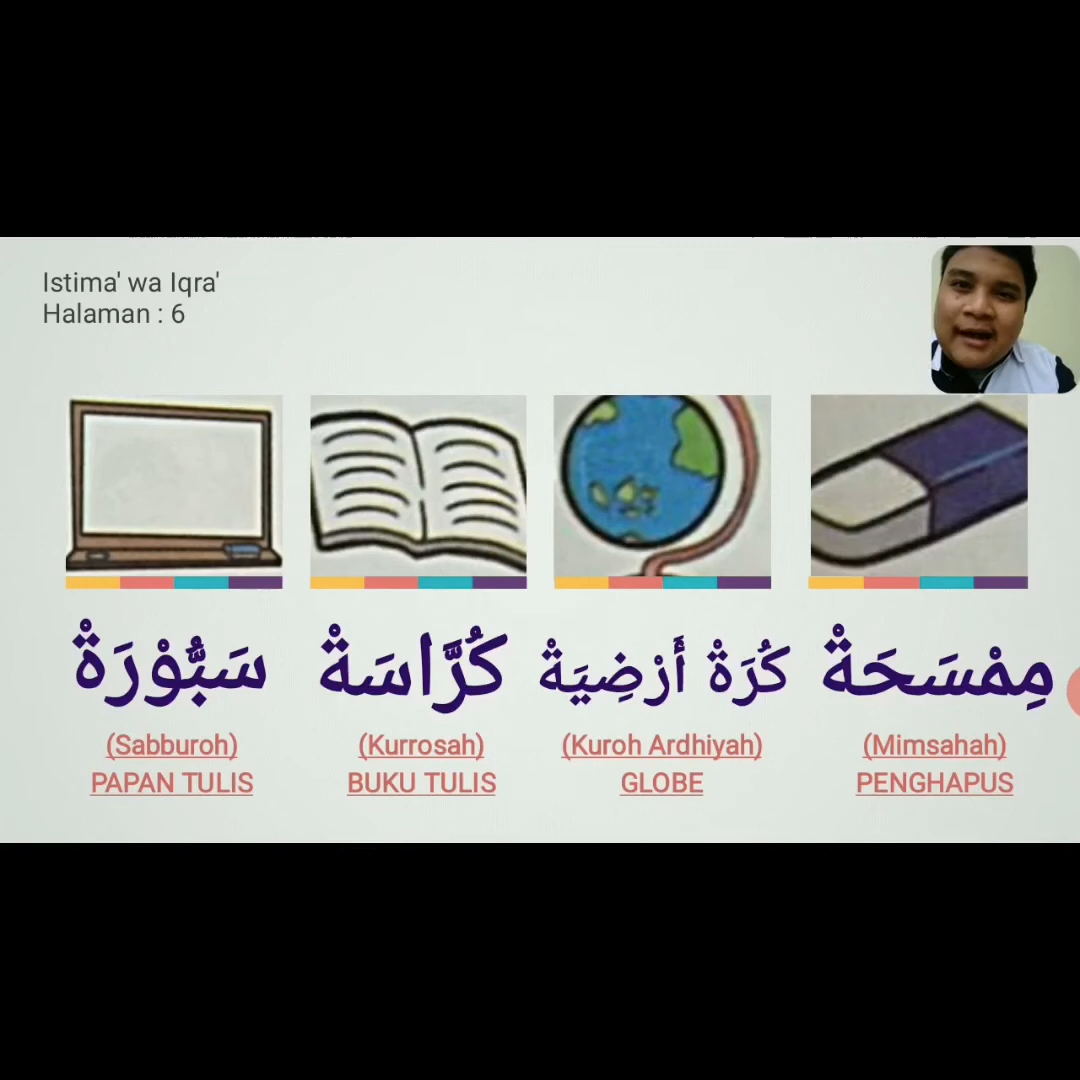 Istima' wa Iqra'
Halaman : 6
سَبُّوْرَةْ
(Sabburoh)
PAPAN TULIS
كُرَّاسَةْ
(Kurrosah)
BUKU TULIS
كُرَةْ أَرْضِيَةْ
(Kuroh Ardhiyah)
GLOBE
مِمْسَحَةْ
(Mimsahah)
PENGHAPUS